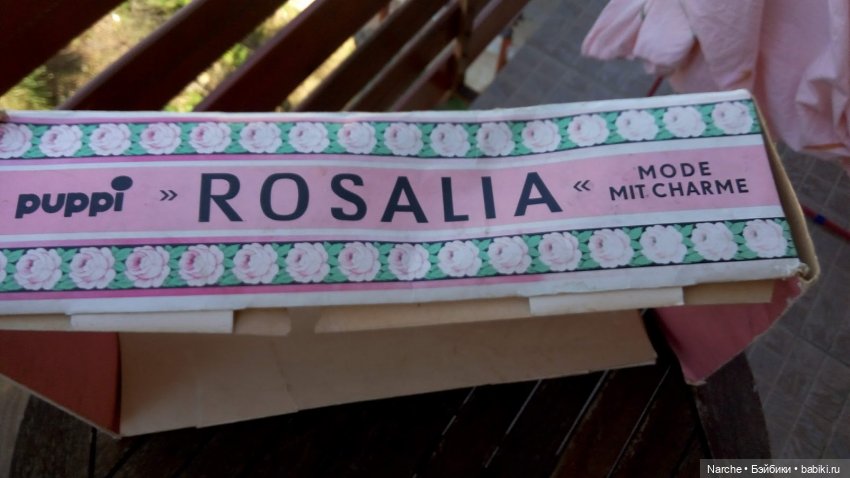 puppi » ROSALIA « MODE
MIT CHARME
Narche • Бэйбики • babiki.ru